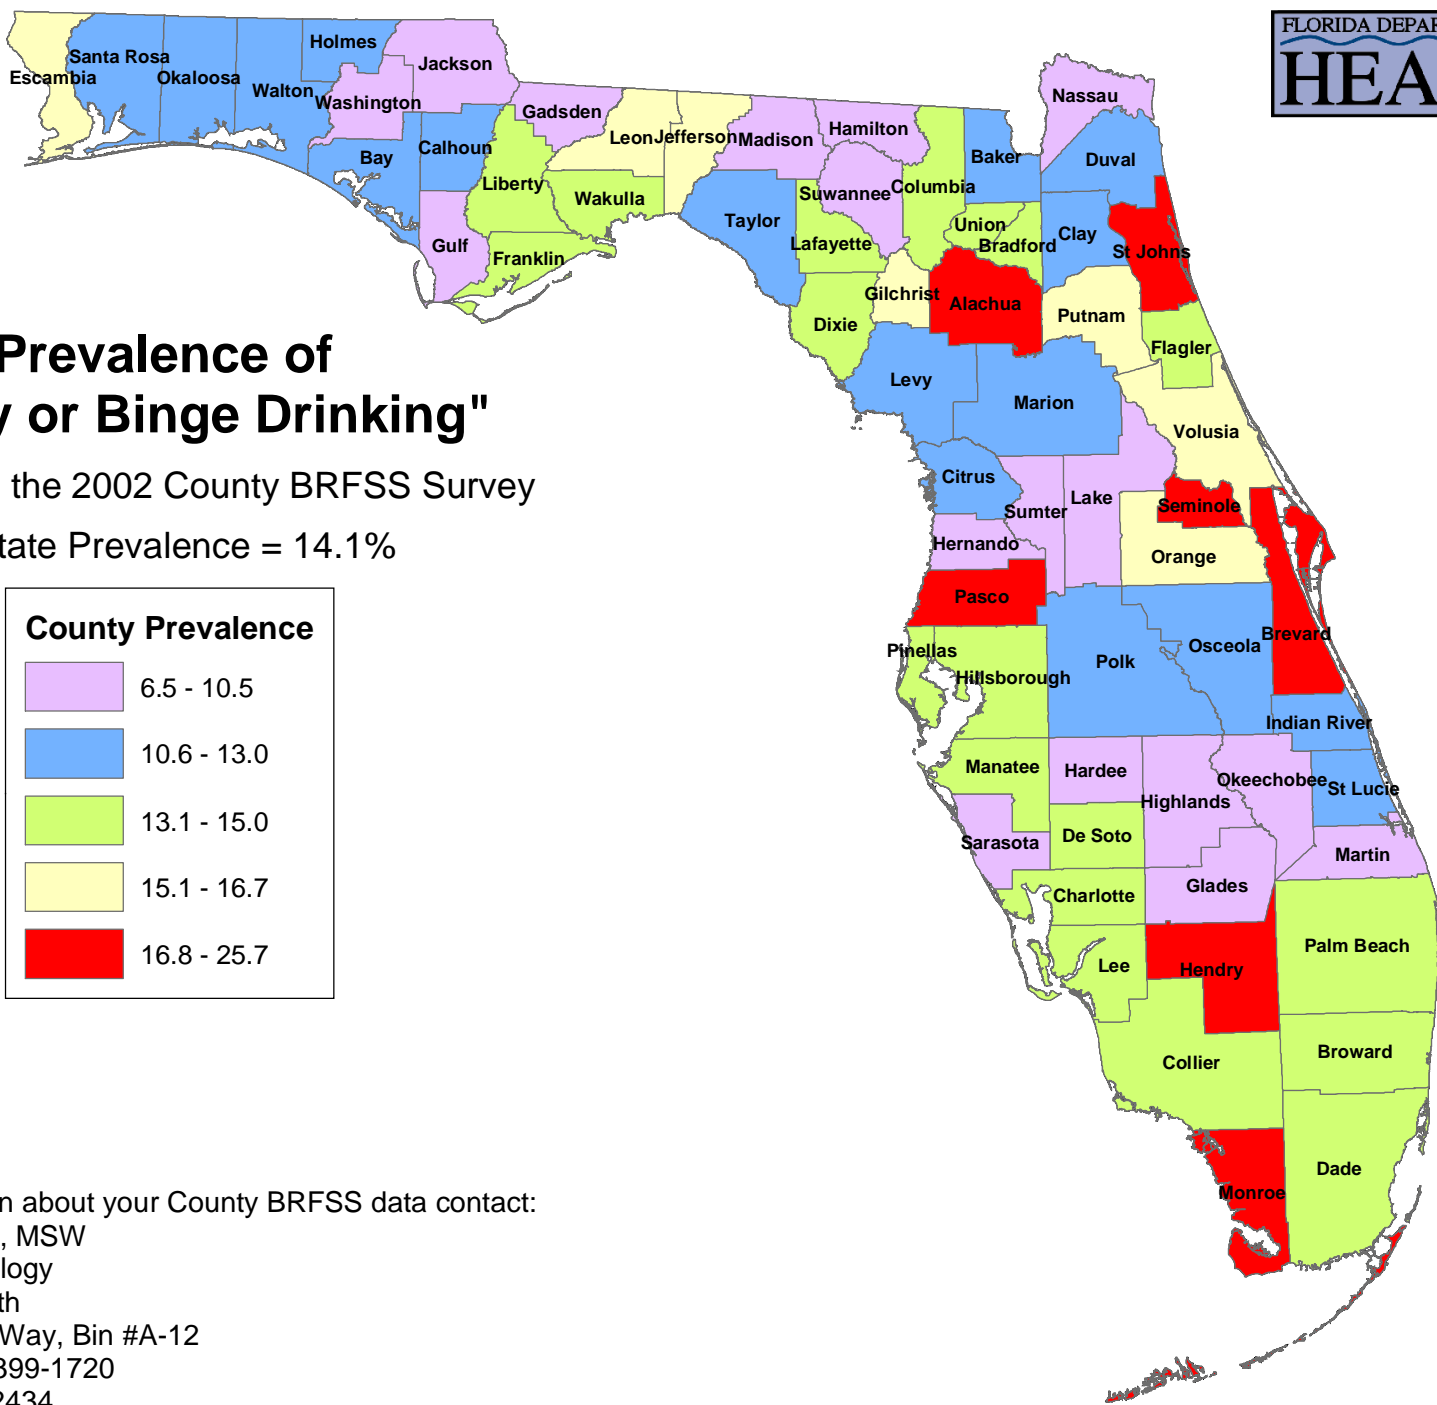 FLORIDA DEPAR
HEA
Prevalence of
y or Binge Drinking"
the 2002 County BRFSS Survey
tate Prevalence = 14.1%
County Prevalence
6.5 - 10.5
10.6 - 13.0
13.1 - 15.0
15.1 - 16.7
16.8 - 25.7
Escambia
Santa Rosa
Okaloosa
Walton
Holmes
Washington
Jackson
Bay
Calhoun
Gulf
Gadsden
Liberty
Franklin
Leon
Wakulla
Jefferson
Madison
Taylor
Hamilton
Suwannee
Lafayette
Dixie
Columbia
Gilchrist
Baker
Union
Bradford
Alachua
Nassau
Duval
Clay
St Johns
Putnam
Flagler
Levy
Marion
Volusia
Citrus
Sumter
Lake
Seminole
Hernando
Orange
Pasco
Brevard
Pinellas
Hillsborough
Polk
Osceola
Indian River
Manatee
Hardee
Highlands
Okeechobee
St Lucie
Sarasota
De Soto
Martin
Charlotte
Glades
Lee
Hendry
Palm Beach
Collier
Broward
Monroe
Dade
n about your County BRFSS data contact:
, MSW
logy
th
Way, Bin #A-12
399-1720
2434